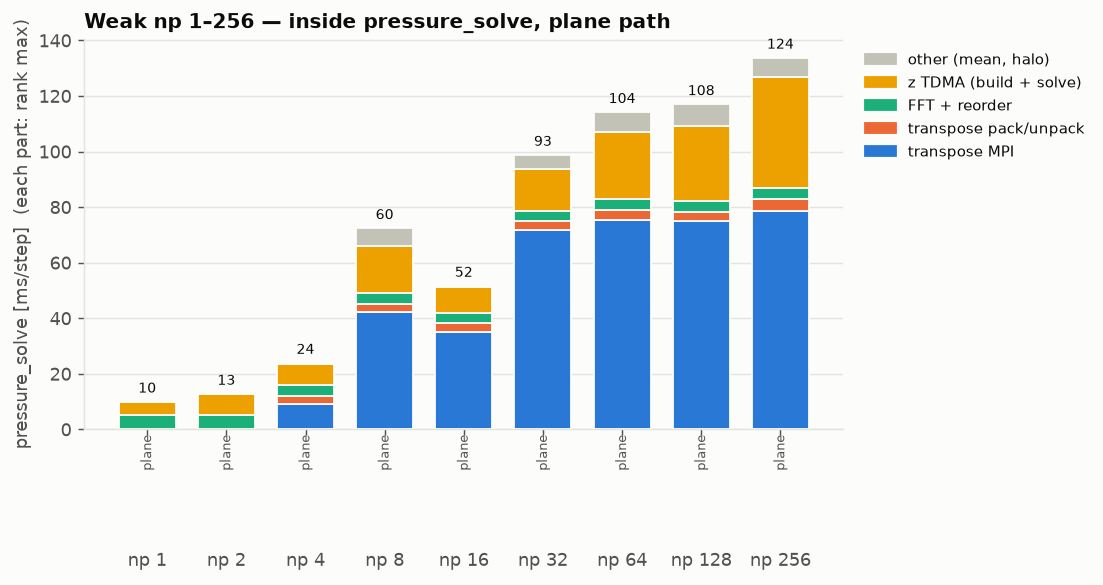 Weak np 1–256 — inside pressure_solve, plane path
pressure_solve [ms/step]  (each part: rank max)
140
120
100
80
60
40
20
0
10
13
24
60
52
93
104
108
124
other (mean, halo)
z TDMA (build + solve)
FFT + reorder
transpose pack/unpack
transpose MPI
plane
plane
plane
plane
plane
plane
plane
plane
plane
np 1
np 2
np 4
np 8
np 16
np 32
np 64
np 128
np 256